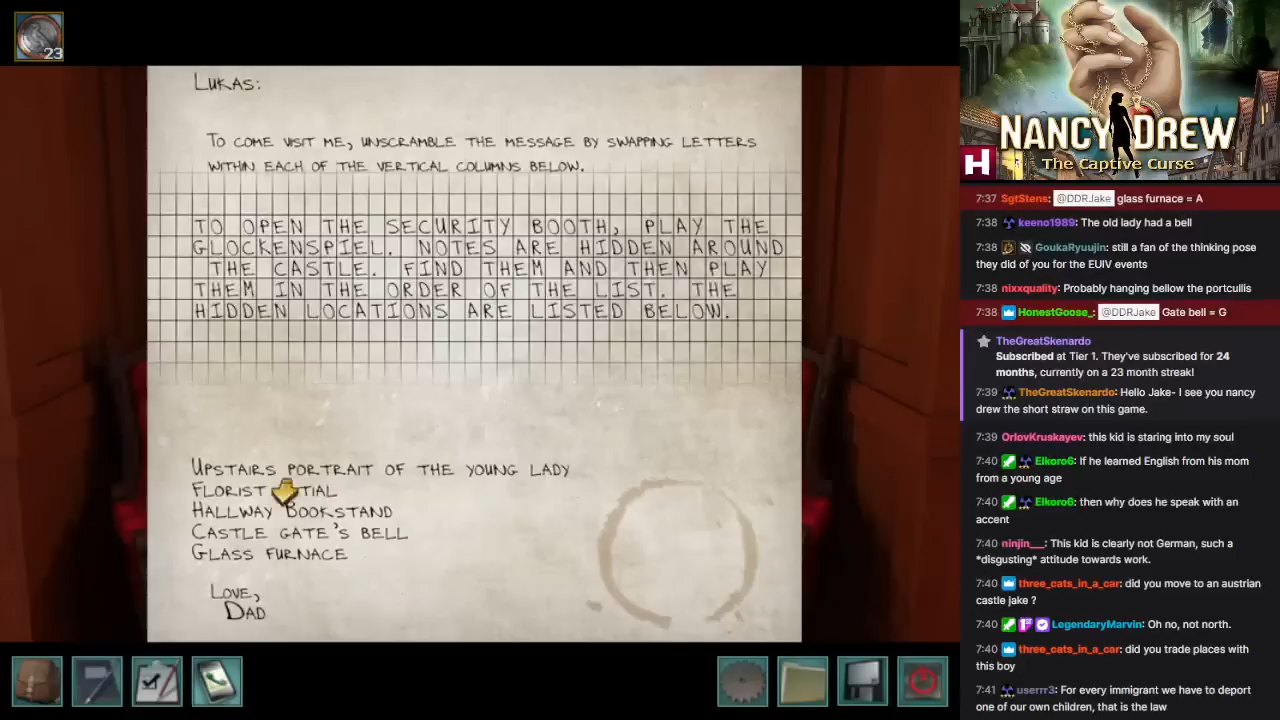 23
LUKAS:
TO COME VISIT ME, UNSCRAMBLE THE MESSAGE BY SWAPPING LETTERS
WITHIN EACH OF THE VERTICAL COLUMNS BELOW.
TO OPEN THE SECURITY BOOTH, PLAY THE
GLOCKENSPIEL. NOTES ARE HIDDEN AROUND
THE CASTLE. FIND THEM AND THEN PLAY
THEM IN THE ORDER OF THE LIST. THE
HIDDEN LOCATIONS ARE LISTED BELOW.
UPSTAIRS PORTRAIT OF THE YOUNG LADY
FLORIST TIAL
HALLWAY BOOKSTAND
CASTLE GATE'S BELL
GLASS FURNACE
LOVE,
DAD
NANCY DREW
The Captive Curse
H
7:37 SgtStens: @DDRJake glass furnace = A
7:38 keeno1989: The old lady had a bell
7:38 GoukaRyuujin: still a fan of the thinking pose
they did of you for the EUIV events
7:38 nixxquality: Probably hanging bellow the portcullis
7:38 HonestGoose_: @DDRJake Gate bell = G
TheGreatSkenardo
Subscribed at Tier 1. They've subscribed for 24
months, currently on a 23 month streak!
7:39 TheGreatSkenardo: Hello Jake- I see you nancy
drew the short straw on this game.
7:39 OrlovKruskayev: this kid is staring into my soul
7:40 Elkoro6: If he learned English from his mom
from a young age
7:40 Elkoro6: then why does he speak with an
accent
7:40 ninjin___: This kid is clearly not German, such a
*disgusting* attitude towards work.
7:40 three_cats_in_a_car: did you move to an austrian
castle jake ?
7:40 LegendaryMarvin: Oh no, not north.
7:40 three_cats_in_a_car: did you trade places with
this boy
7:41 userrr3: For every immigrant we have to deport
one of our own children, that is the law